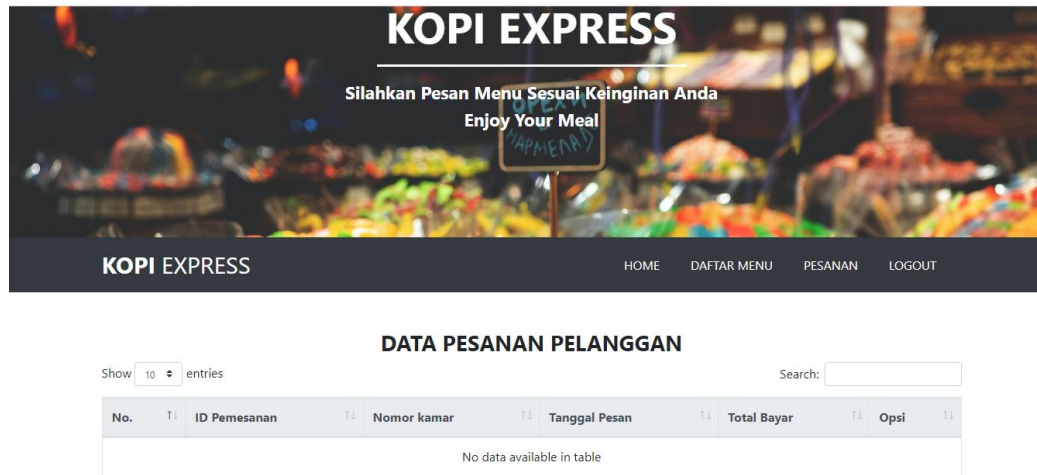 KOPI EXPRESS
Silahkan Pesan Menu Sesuai Keinginan Anda
Enjoy Your Meal
KOPI EXPRESS HOME DAFTAR MENU PESANAN LOGOUT
DATA PESANAN PELANGGAN
Show 10 entries Search:
No. ID Pemesanan Nomor kamar Tanggal Pesan Total Bayar Opsi
No data available in table